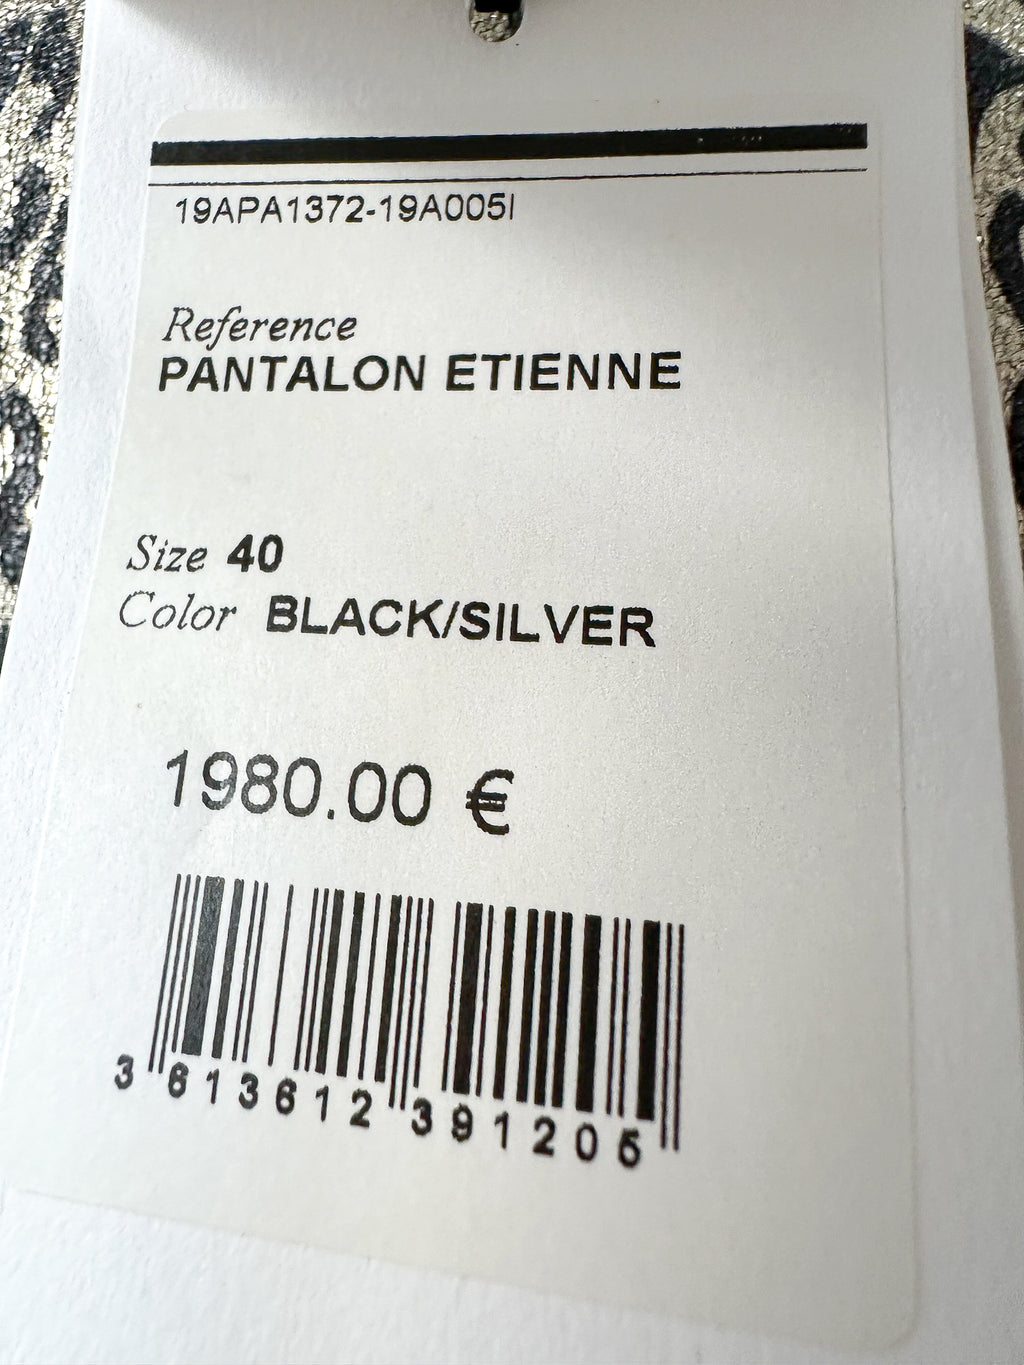 19APA1372-19A005I
Reference
PANTALON ETIENNE
Size 40
Color BLACK/SILVER
1980.00 €
3 613612 391205